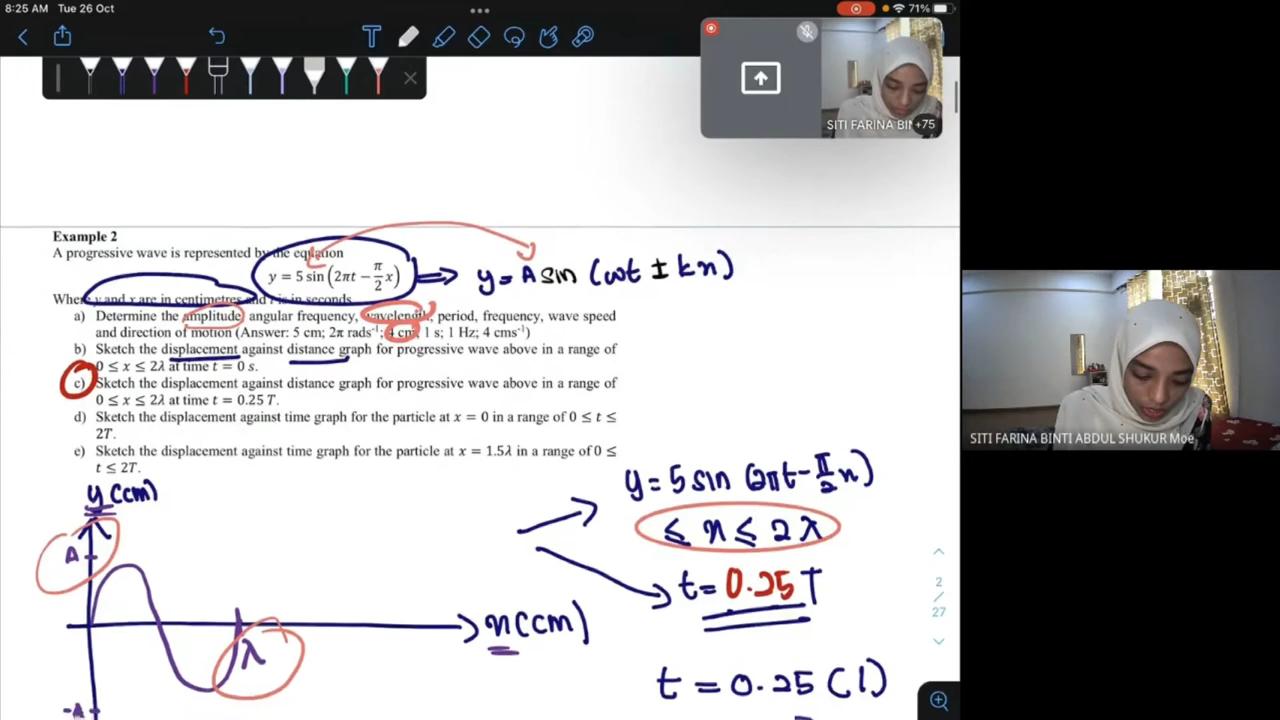 8:25 AM Tue 26 Oct
71%
T
SITI FARINA BIN +75
Example 2
A progressive wave is represented by the equation
y = 5 sin (2πt − π/2 x) ⇒ y = A sin (ωt ± kx)
Where y and x are in centimetres and t is in seconds
a) Determine the amplitude, angular frequency, wavelength, period, frequency, wave speed
and direction of motion (Answer: 5 cm; 2π rads⁻¹; 4 cm; 1 s; 1 Hz; 4 cms⁻¹)
b) Sketch the displacement against distance graph for progressive wave above in a range of
0 ≤ x ≤ 2λ at time t = 0 s.
c) Sketch the displacement against distance graph for progressive wave above in a range of
0 ≤ x ≤ 2λ at time t = 0.25 T.
d) Sketch the displacement against time graph for the particle at x = 0 in a range of 0 ≤ t ≤
2T.
e) Sketch the displacement against time graph for the particle at x = 1.5λ in a range of 0 ≤
t ≤ 2T.
y (cm)
A
λ
-A
x (cm)
y = 5 sin (2πt − π/2 x)
≤ x ≤ 2λ
t = 0.25 T
t = 0.25 (1)
2
/
27
SITI FARINA BINTI ABDUL SHUKUR Moe